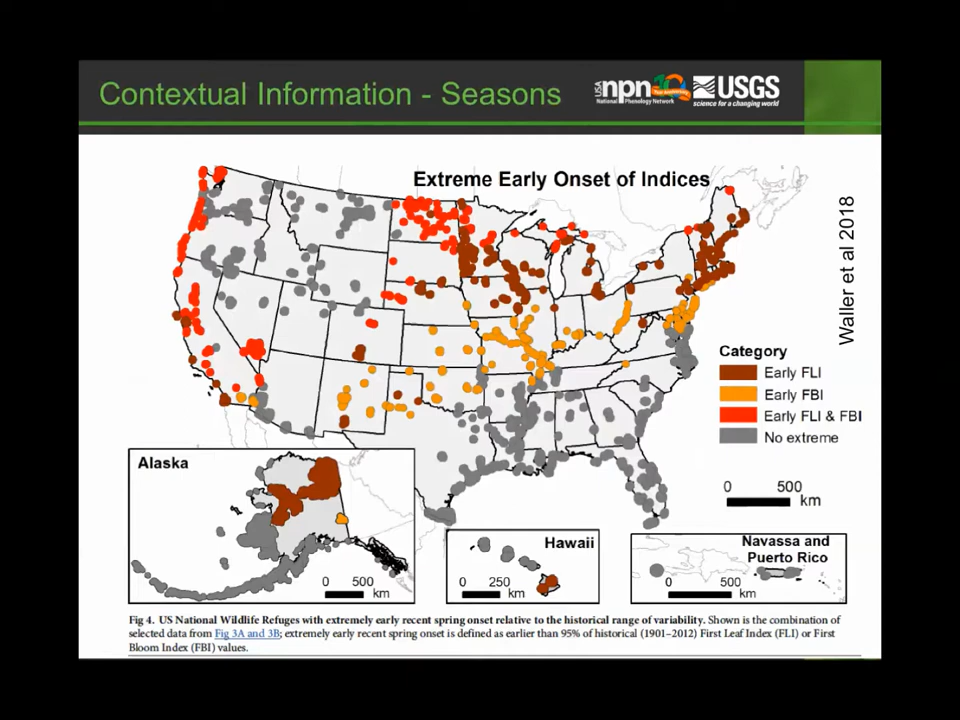 Contextual Information - Seasons
USA npn
National Phenology Network
USGS
science for a changing world
Extreme Early Onset of Indices
Waller et al 2018
Category
Early FLI
Early FBI
Early FLI & FBI
No extreme
0 500
km
Alaska
0 500
km
Hawaii
0 250
km
Navassa and
Puerto Rico
0 500
km
Fig 4. US National Wildlife Refuges with extremely early recent spring onset relative to the historical range of variability. Shown is the combination of
selected data from Fig 3A and 3B; extremely early recent spring onset is defined as earlier than 95% of historical (1901–2012) First Leaf Index (FLI) or First
Bloom Index (FBI) values.